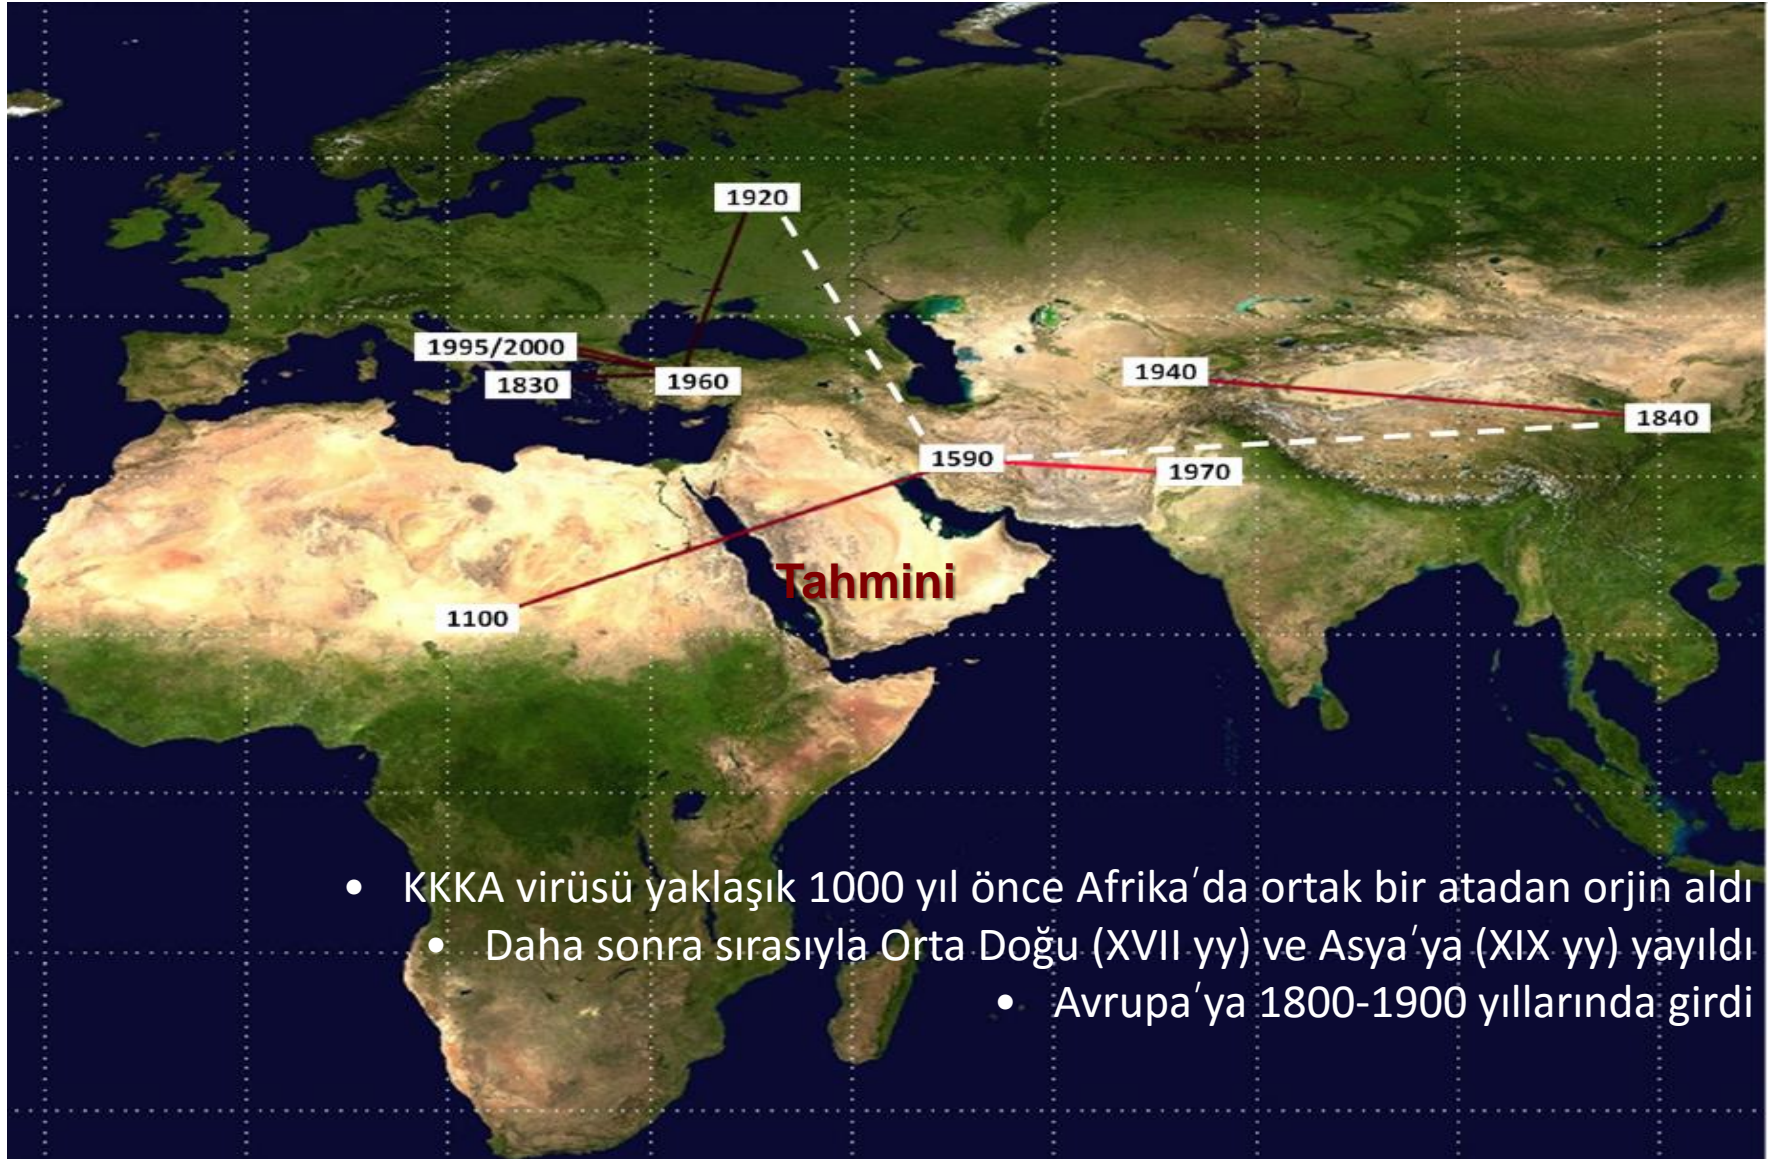 1920
1995/2000
1830
1960
1940
1840
1590
1970
Tahmini
1100
• KKKA virüsü yaklaşık 1000 yıl önce Afrika′da ortak bir atadan orjin aldı
• Daha sonra sırasıyla Orta Doğu (XVII yy) ve Asya′ya (XIX yy) yayıldı
• Avrupa′ya 1800-1900 yıllarında girdi